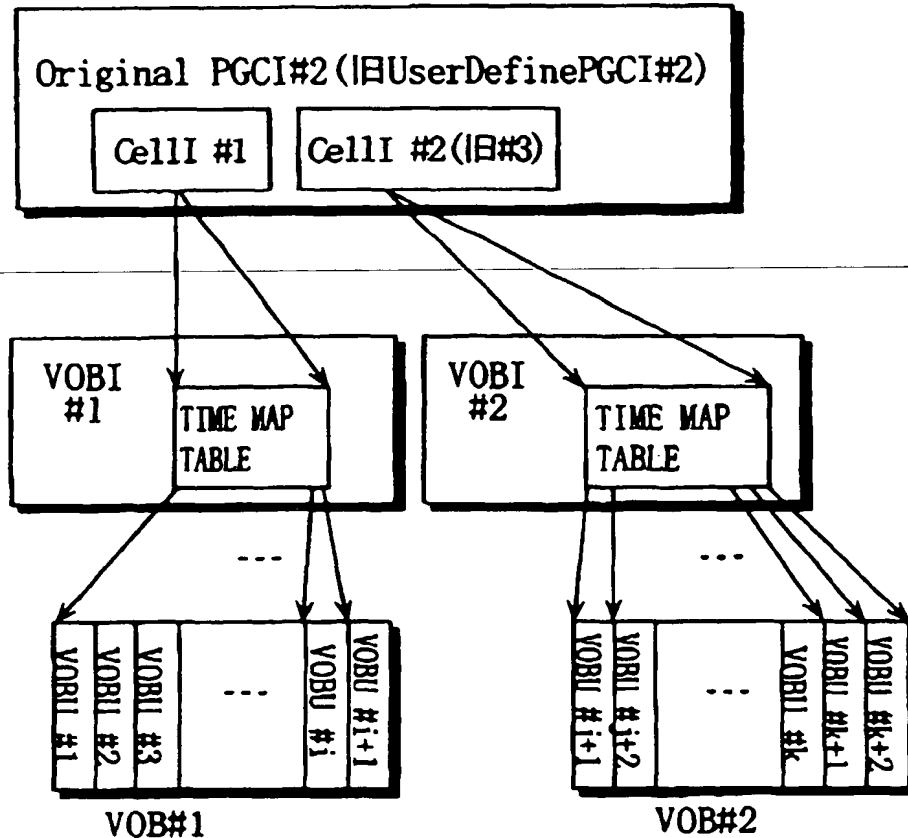 Original PGCI#2(旧UserDefinePGCI#2)
CellI #1
CellI #2(旧#3)
VOBI
#1
TIME MAP
TABLE
VOBI
#2
TIME MAP
TABLE
---
---
VOBU #1
VOBU #2
VOBU #3
---
VOBU #i
VOBU #i+1
VOBU #j+1
VOBU #j+2
---
VOBU #k
VOBU #k+1
VOBU #k+2
VOB#1
VOB#2